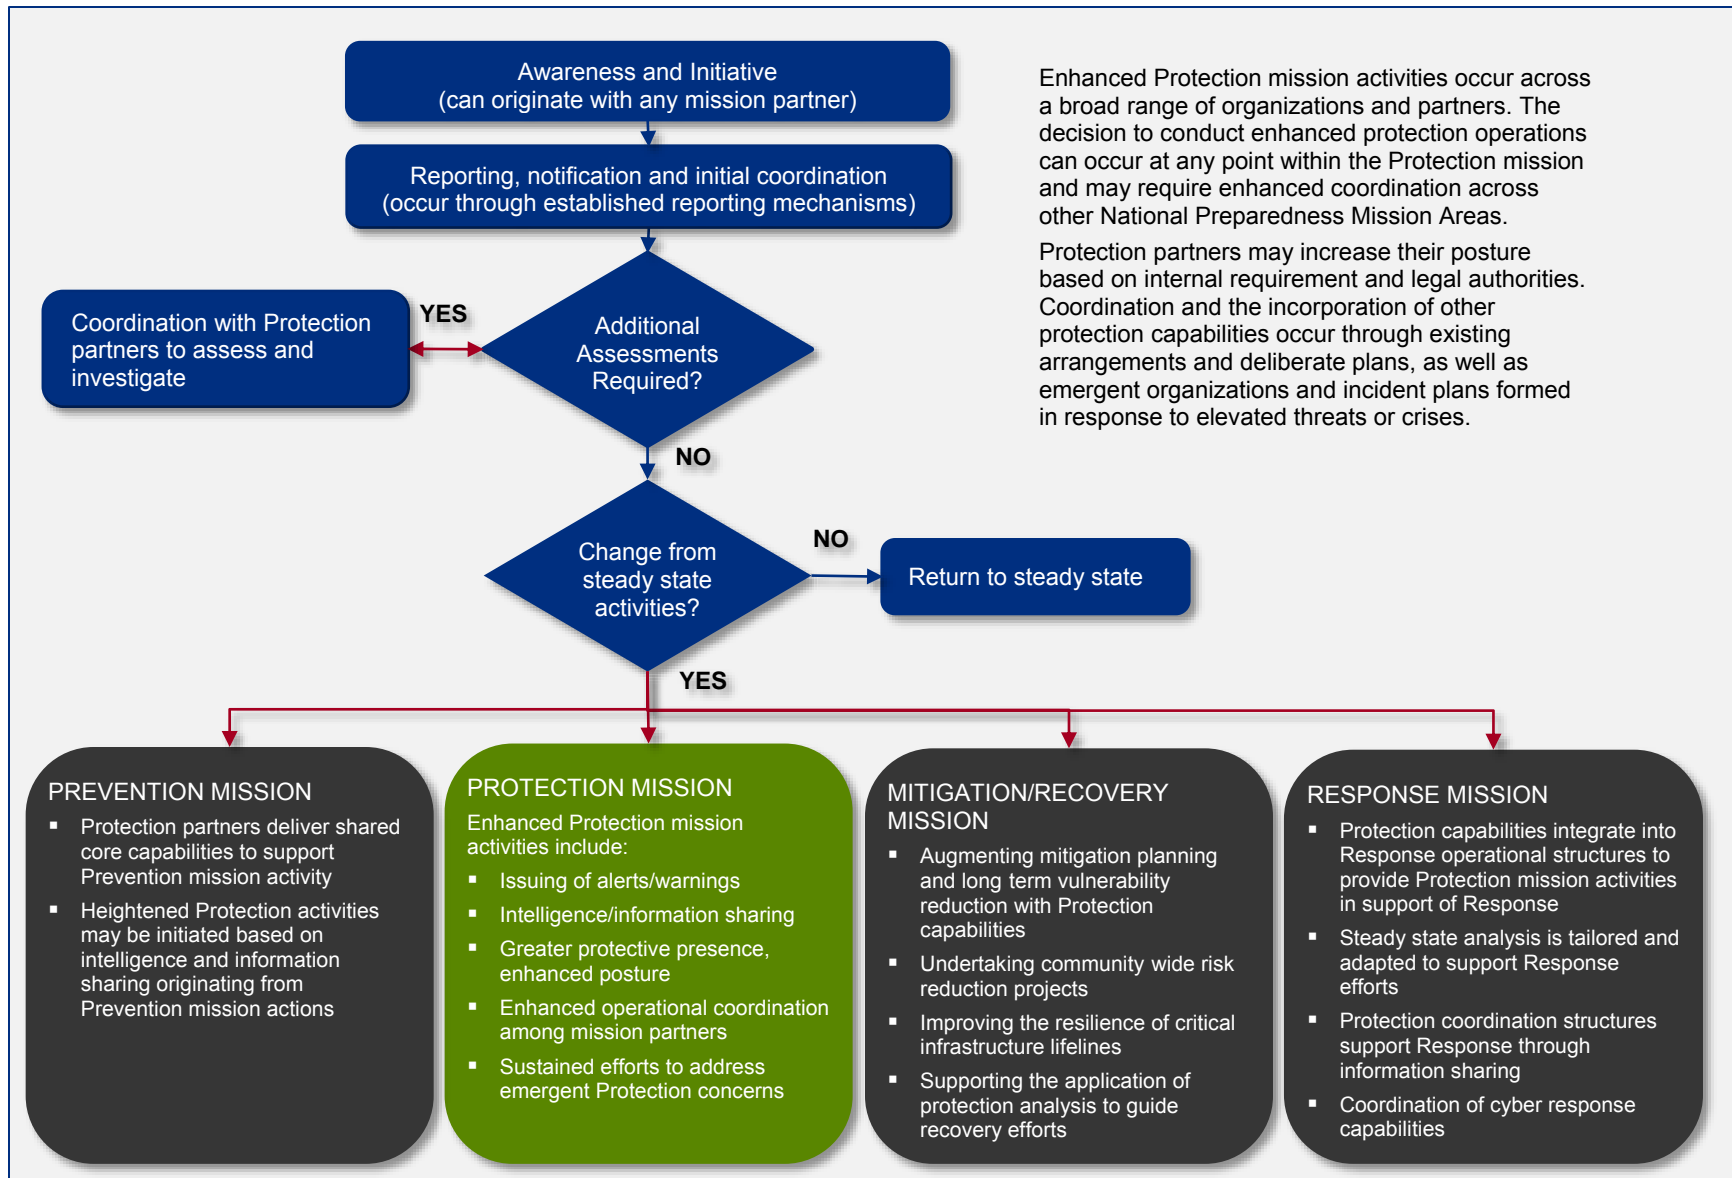 Awareness and Initiative
(can originate with any mission partner)
Reporting, notification and initial coordination
(occur through established reporting mechanisms)
Enhanced Protection mission activities occur across
a broad range of organizations and partners. The
decision to conduct enhanced protection operations
can occur at any point within the Protection mission
and may require enhanced coordination across
other National Preparedness Mission Areas.
Protection partners may increase their posture
based on internal requirement and legal authorities.
Coordination and the incorporation of other
protection capabilities occur through existing
arrangements and deliberate plans, as well as
emergent organizations and incident plans formed
in response to elevated threats or crises.
Coordination with Protection
partners to assess and
investigate
YES
Additional
Assessments
Required?
NO
Change from
steady state
activities?
NO
Return to steady state
YES
PREVENTION MISSION
▪ Protection partners deliver shared
core capabilities to support
Prevention mission activity
▪ Heightened Protection activities
may be initiated based on
intelligence and information
sharing originating from
Prevention mission actions
PROTECTION MISSION
Enhanced Protection mission
activities include:
▪ Issuing of alerts/warnings
▪ Intelligence/information sharing
▪ Greater protective presence,
enhanced posture
▪ Enhanced operational coordination
among mission partners
▪ Sustained efforts to address
emergent Protection concerns
MITIGATION/RECOVERY
MISSION
▪ Augmenting mitigation planning
and long term vulnerability
reduction with Protection
capabilities
▪ Undertaking community wide risk
reduction projects
▪ Improving the resilience of critical
infrastructure lifelines
▪ Supporting the application of
protection analysis to guide
recovery efforts
RESPONSE MISSION
▪ Protection capabilities integrate into
Response operational structures to
provide Protection mission activities
in support of Response
▪ Steady state analysis is tailored and
adapted to support Response
efforts
▪ Protection coordination structures
support Response through
information sharing
▪ Coordination of cyber response
capabilities